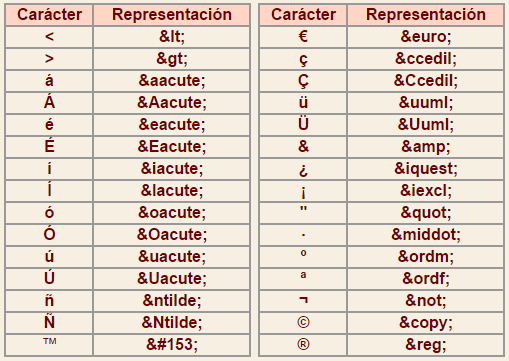 Carácter Representación
< &lt;
> &gt;
á &aacute;
Á &Aacute;
é &eacute;
É &Eacute;
í &iacute;
Í &Iacute;
ó &oacute;
Ó &Oacute;
ú &uacute;
Ú &Uacute;
ñ &ntilde;
Ñ &Ntilde;
™ &#153;
Carácter Representación
€ &euro;
ç &ccedil;
Ç &Ccedil;
ü &uuml;
Ü &Uuml;
& &amp;
¿ &iquest;
¡ &iexcl;
" &quot;
· &middot;
º &ordm;
ª &ordf;
¬ &not;
© &copy;
® &reg;